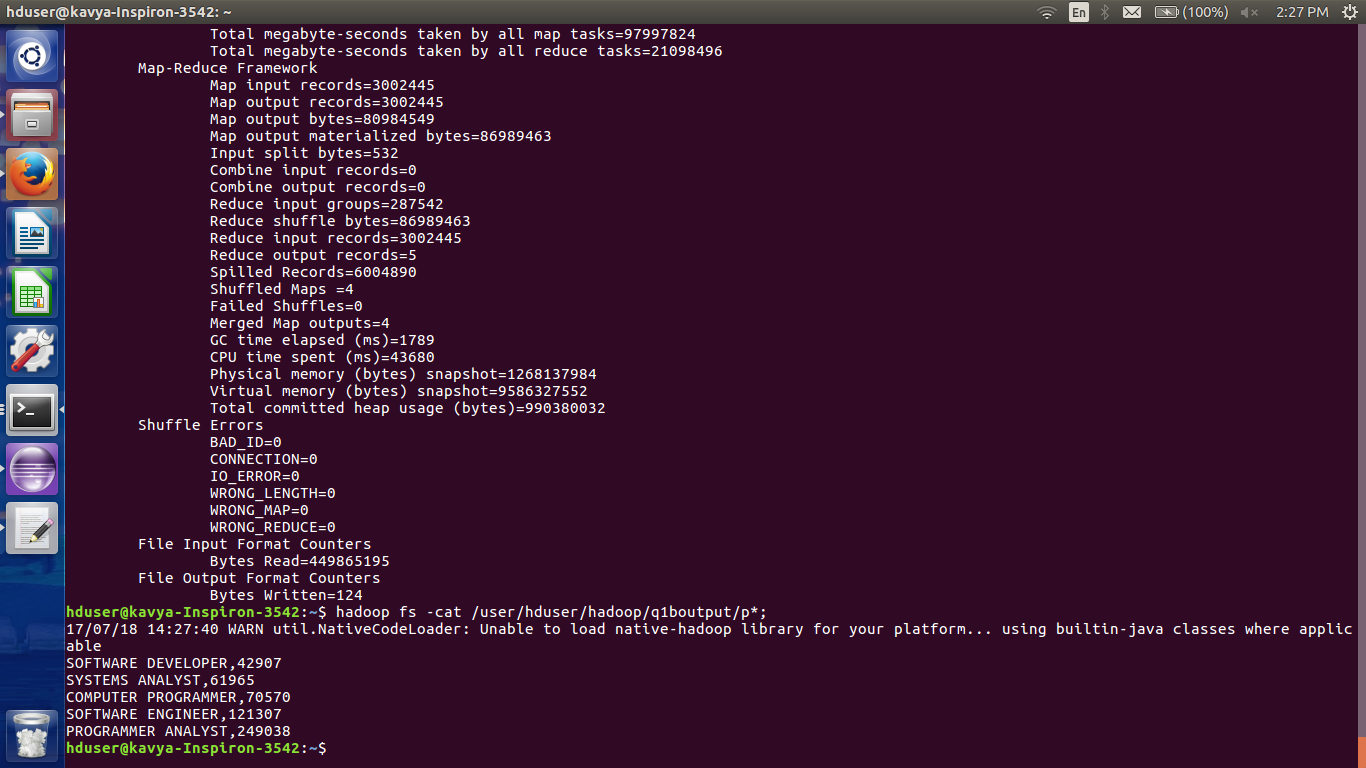 hduser@kavya-Inspiron-3542: ~
En
(100%)
2:27 PM
Total megabyte-seconds taken by all map tasks=97997824
Total megabyte-seconds taken by all reduce tasks=21098496
Map-Reduce Framework
Map input records=3002445
Map output records=3002445
Map output bytes=80984549
Map output materialized bytes=86989463
Input split bytes=532
Combine input records=0
Combine output records=0
Reduce input groups=287542
Reduce shuffle bytes=86989463
Reduce input records=3002445
Reduce output records=5
Spilled Records=6004890
Shuffled Maps =4
Failed Shuffles=0
Merged Map outputs=4
GC time elapsed (ms)=1789
CPU time spent (ms)=43680
Physical memory (bytes) snapshot=1268137984
Virtual memory (bytes) snapshot=9586327552
Total committed heap usage (bytes)=990380032
Shuffle Errors
BAD_ID=0
CONNECTION=0
IO_ERROR=0
WRONG_LENGTH=0
WRONG_MAP=0
WRONG_REDUCE=0
File Input Format Counters
Bytes Read=449865195
File Output Format Counters
Bytes Written=124
hduser@kavya-Inspiron-3542:~$ hadoop fs -cat /user/hduser/hadoop/q1boutput/p*;
17/07/18 14:27:40 WARN util.NativeCodeLoader: Unable to load native-hadoop library for your platform... using builtin-java classes where applic
able
SOFTWARE DEVELOPER,42907
SYSTEMS ANALYST,61965
COMPUTER PROGRAMMER,70570
SOFTWARE ENGINEER,121307
PROGRAMMER ANALYST,249038
hduser@kavya-Inspiron-3542:~$